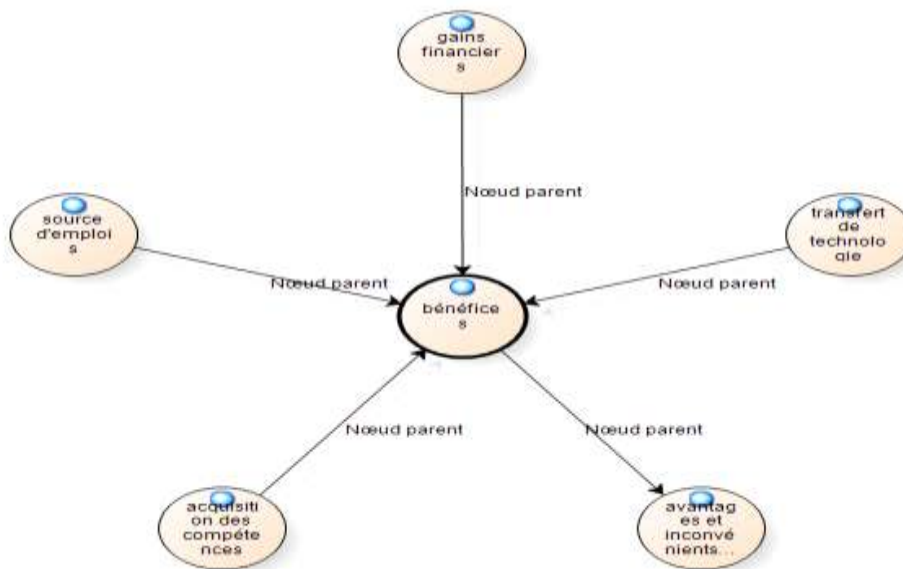 gains
financier
s
Nœud parent
source
d'emploi
s
transfert
de
technolo
gie
Nœud parent
Nœud parent
bénéfice
s
Nœud parent
Nœud parent
acquisiti
on des
compéte
nces
avantag
es et
inconvé
nients...